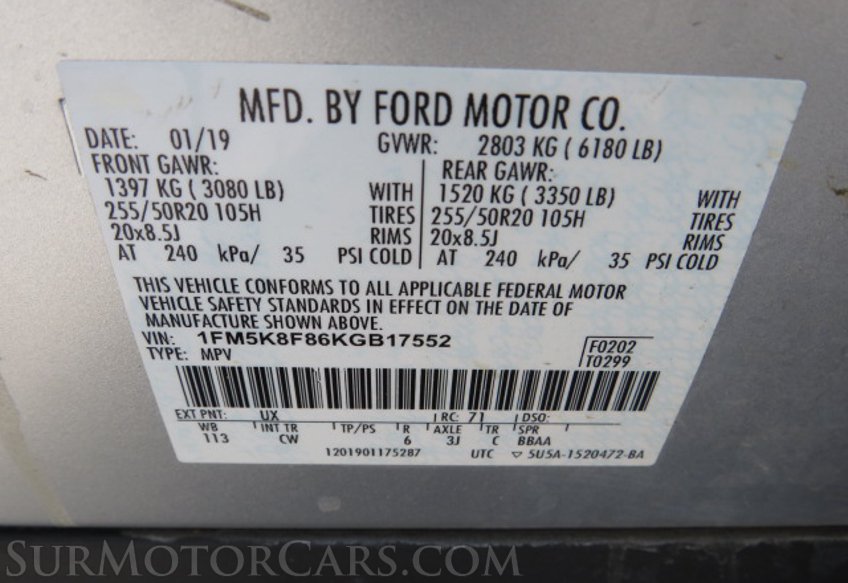 MFD. BY FORD MOTOR CO.
DATE: 01/19 GVWR: 2803 KG ( 6180 LB)
FRONT GAWR: REAR GAWR:
1397 KG ( 3080 LB) WITH 1520 KG ( 3350 LB) WITH
255/50R20 105H TIRES 255/50R20 105H TIRES
20x8.5J RIMS 20x8.5J RIMS
AT 240 kPa/ 35 PSI COLD AT 240 kPa/ 35 PSI COLD
THIS VEHICLE CONFORMS TO ALL APPLICABLE FEDERAL MOTOR
VEHICLE SAFETY STANDARDS IN EFFECT ON THE DATE OF
MANUFACTURE SHOWN ABOVE.
VIN: 1FM5K8F86KGB17552 F0202
TYPE: MPV T0299
EXT PNT: UX RC: 71 DSO:
WB INT TR TP/PS R AXLE TR SPR
113 CW 6 3J C BBAA
1201901175287 UTC ▽ 5U5A-1520472-BA
SURMOTORCARS.COM